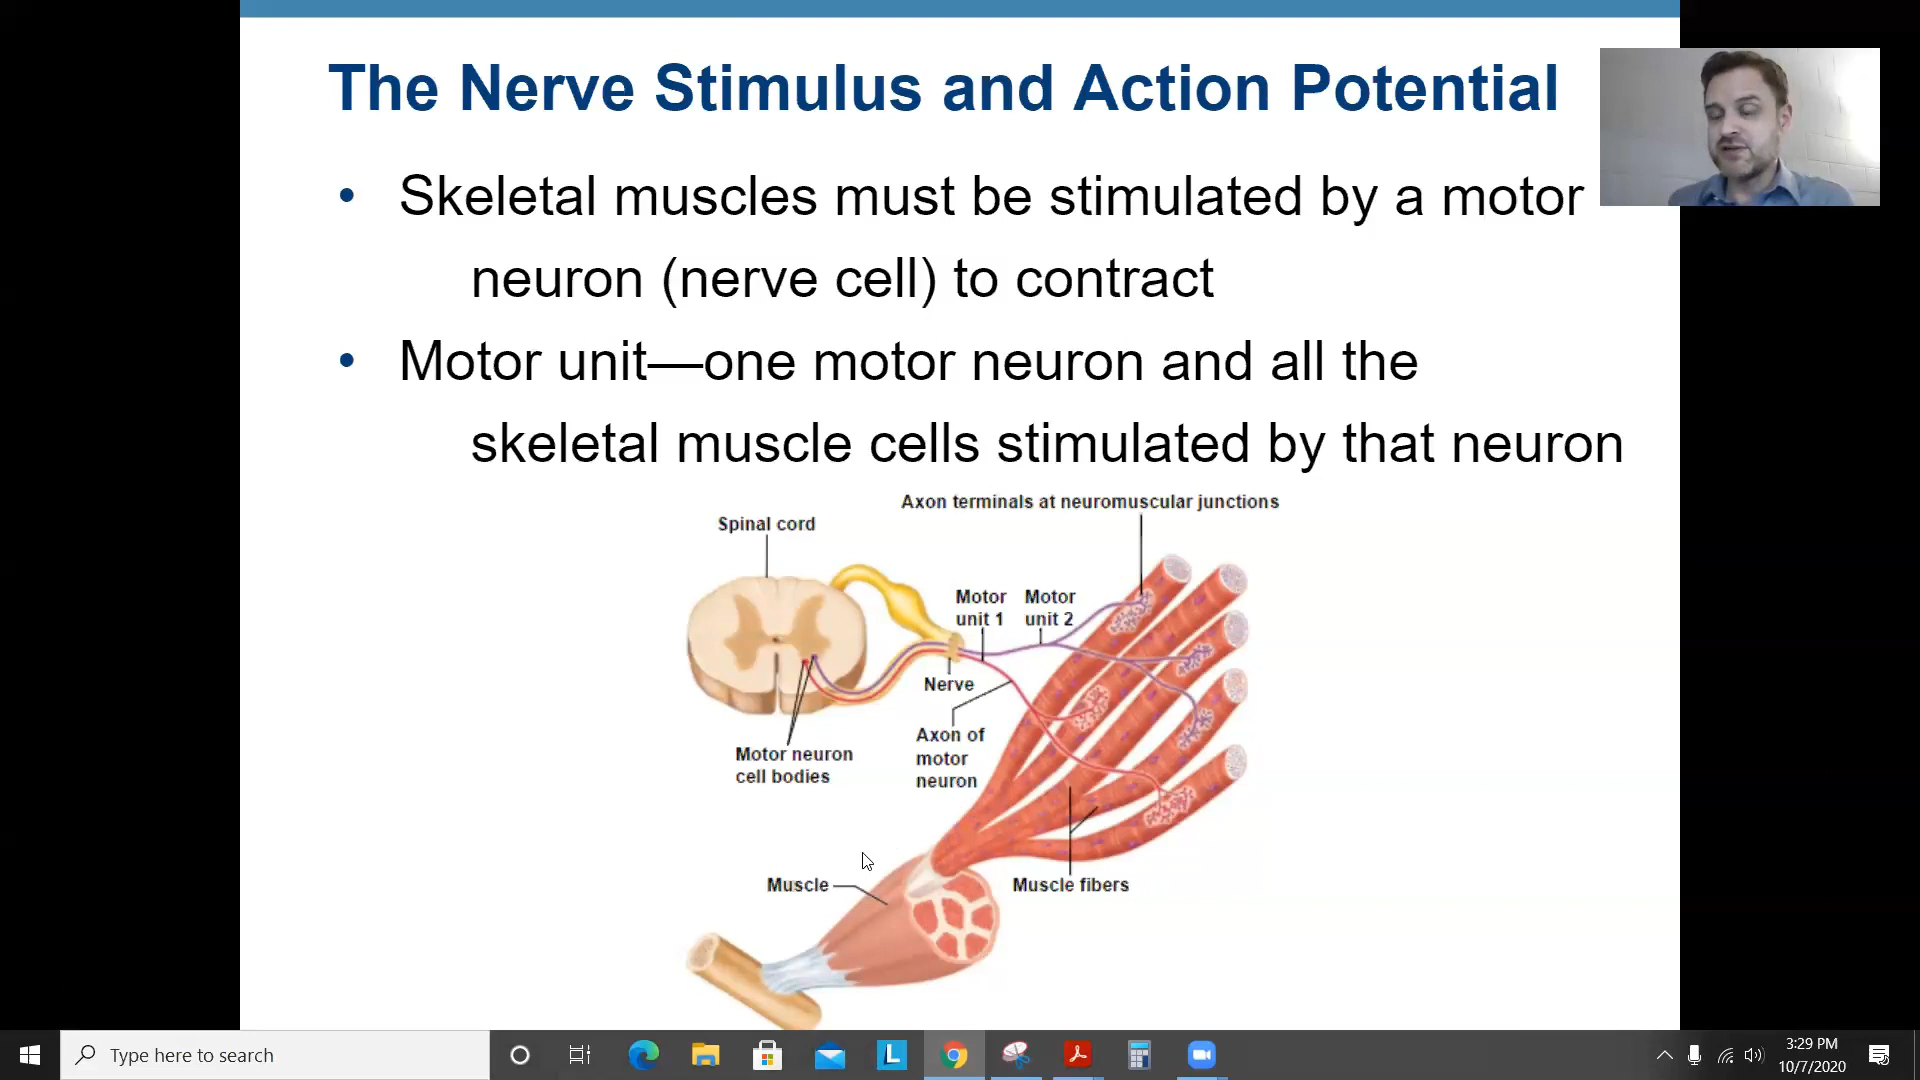 The Nerve Stimulus and Action Potential
• Skeletal muscles must be stimulated by a motor
neuron (nerve cell) to contract
• Motor unit—one motor neuron and all the
skeletal muscle cells stimulated by that neuron
Axon terminals at neuromuscular junctions
Spinal cord
Motor
unit 1
Motor
unit 2
Nerve
Axon of
motor
neuron
Motor neuron
cell bodies
Muscle
Muscle fibers
Type here to search
L
3:29 PM
10/7/2020